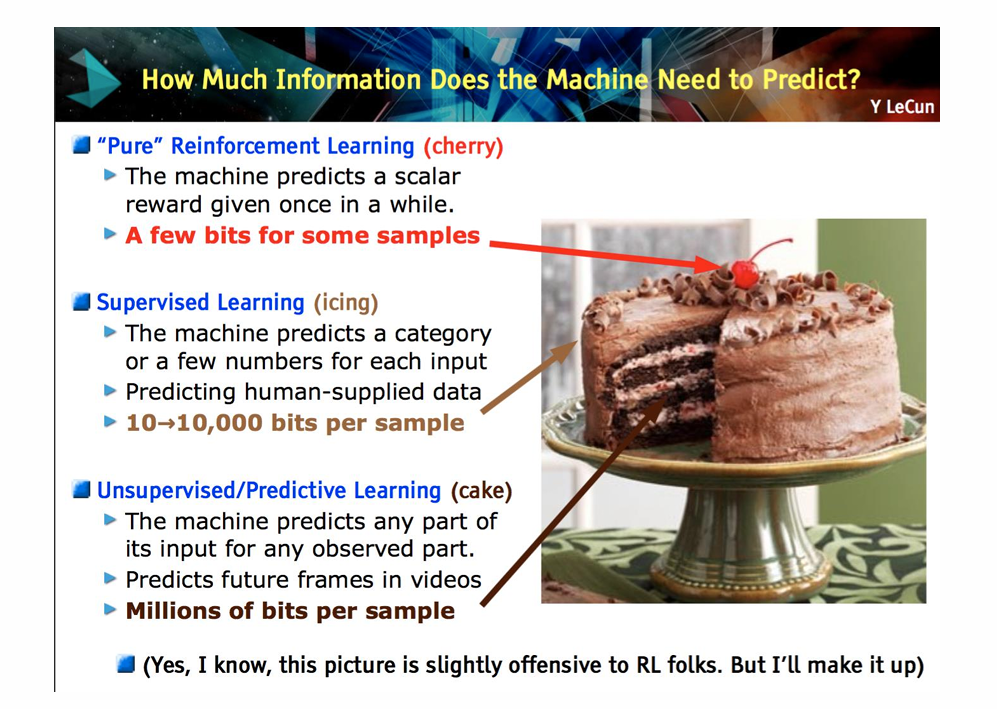 How Much Information Does the Machine Need to Predict?
Y LeCun
“Pure” Reinforcement Learning (cherry)
The machine predicts a scalar
reward given once in a while.
A few bits for some samples
Supervised Learning (icing)
The machine predicts a category
or a few numbers for each input
Predicting human-supplied data
10→10,000 bits per sample
Unsupervised/Predictive Learning (cake)
The machine predicts any part of
its input for any observed part.
Predicts future frames in videos
Millions of bits per sample
(Yes, I know, this picture is slightly offensive to RL folks. But I’ll make it up)